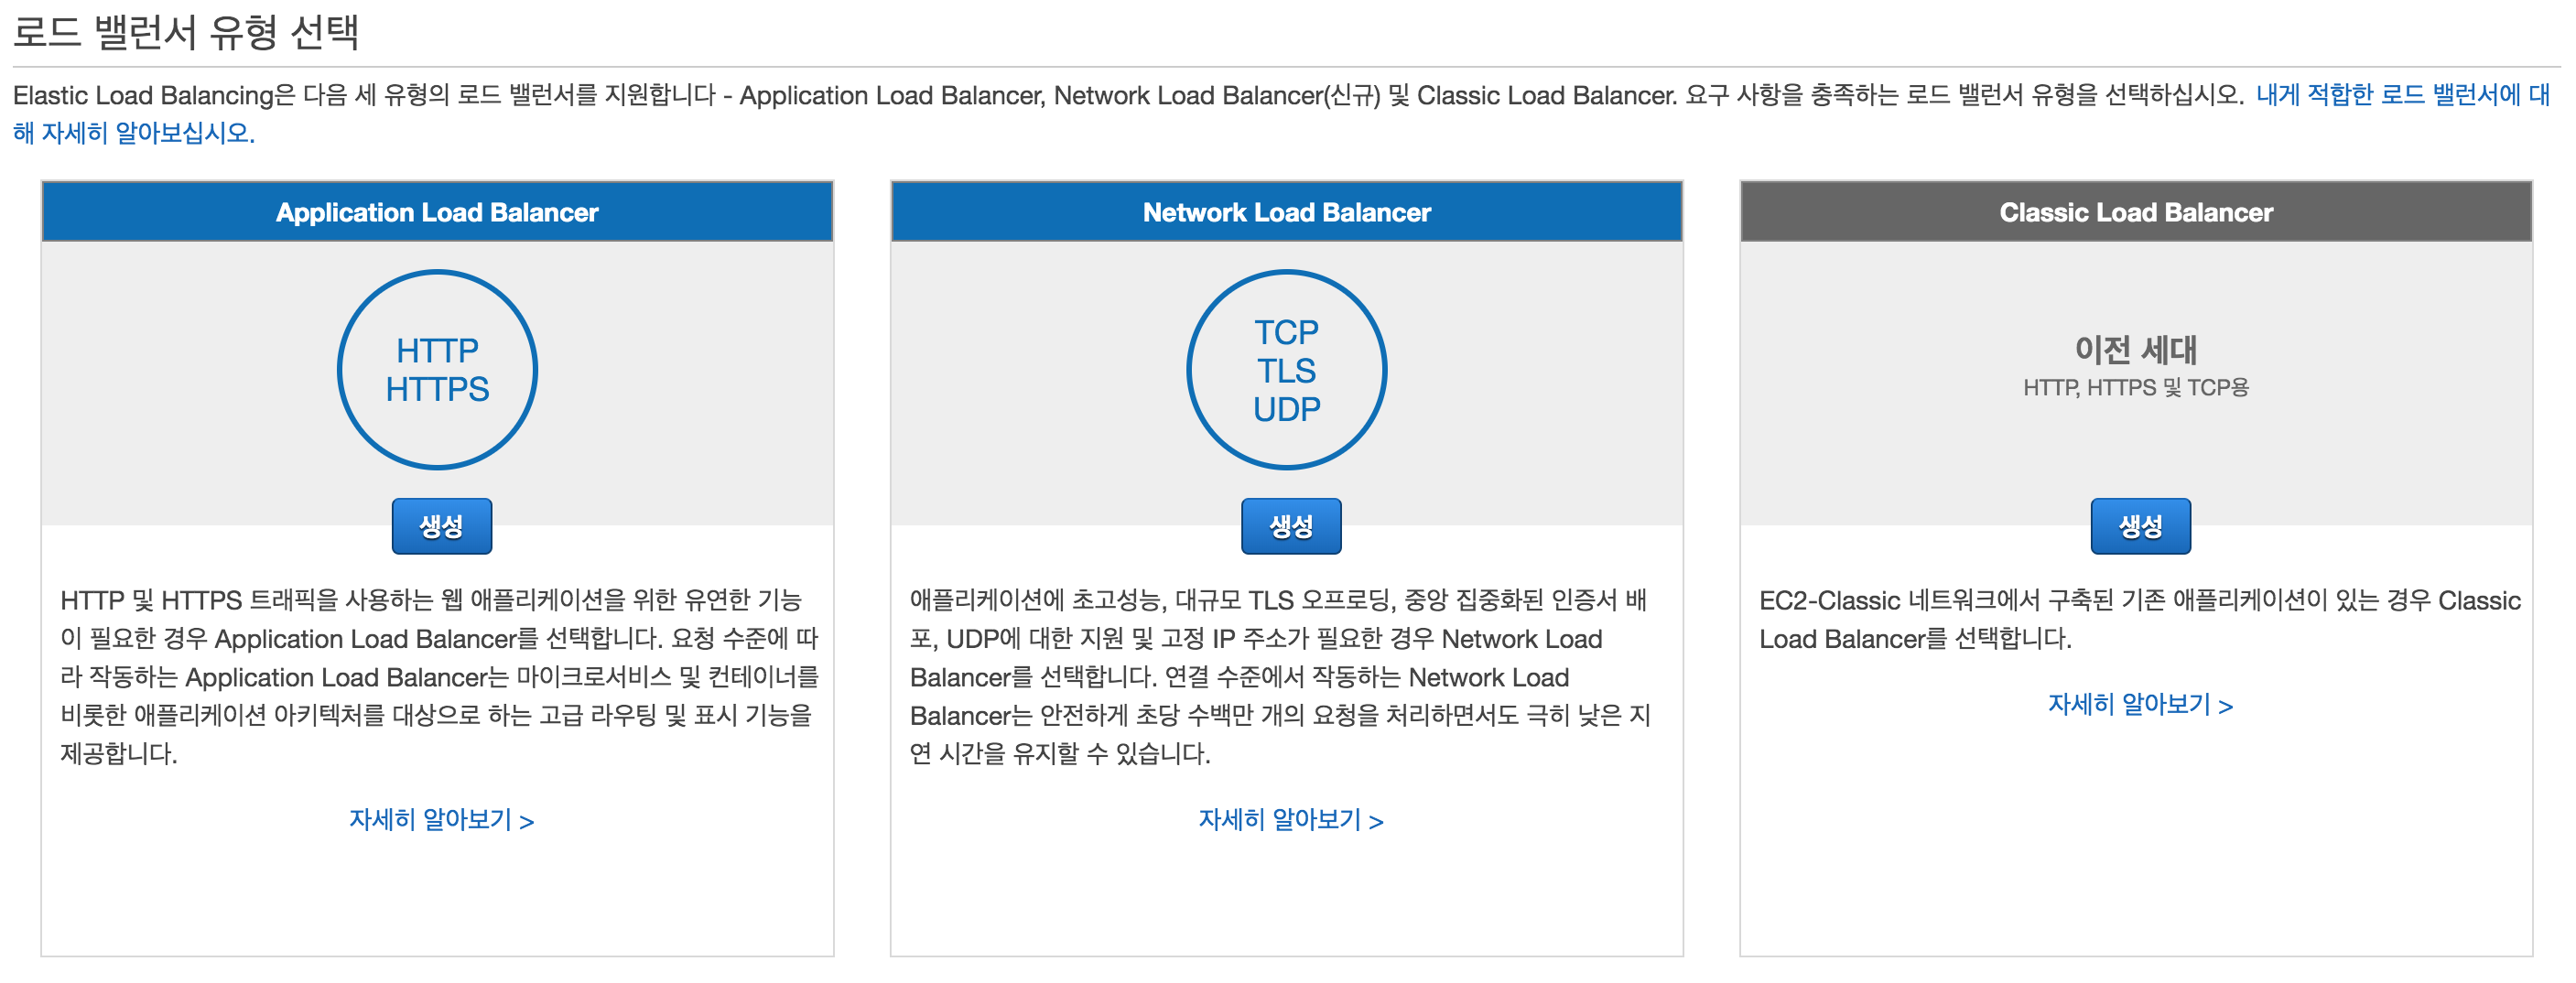 로드 밸런서 유형 선택
Elastic Load Balancing은 다음 세 유형의 로드 밸런서를 지원합니다 - Application Load Balancer, Network Load Balancer(신규) 및 Classic Load Balancer. 요구 사항을 충족하는 로드 밸런서 유형을 선택하십시오. 내게 적합한 로드 밸런서에 대
해 자세히 알아보십시오.
Application Load Balancer
HTTP
HTTPS
생성
HTTP 및 HTTPS 트래픽을 사용하는 웹 애플리케이션을 위한 유연한 기능
이 필요한 경우 Application Load Balancer를 선택합니다. 요청 수준에 따
라 작동하는 Application Load Balancer는 마이크로서비스 및 컨테이너를
비롯한 애플리케이션 아키텍처를 대상으로 하는 고급 라우팅 및 표시 기능을
제공합니다.
자세히 알아보기 >
Network Load Balancer
TCP
TLS
UDP
생성
애플리케이션에 초고성능, 대규모 TLS 오프로딩, 중앙 집중화된 인증서 배
포, UDP에 대한 지원 및 고정 IP 주소가 필요한 경우 Network Load
Balancer를 선택합니다. 연결 수준에서 작동하는 Network Load
Balancer는 안전하게 초당 수백만 개의 요청을 처리하면서도 극히 낮은 지
연 시간을 유지할 수 있습니다.
자세히 알아보기 >
Classic Load Balancer
이전 세대
HTTP, HTTPS 및 TCP용
생성
EC2-Classic 네트워크에서 구축된 기존 애플리케이션이 있는 경우 Classic
Load Balancer를 선택합니다.
자세히 알아보기 >